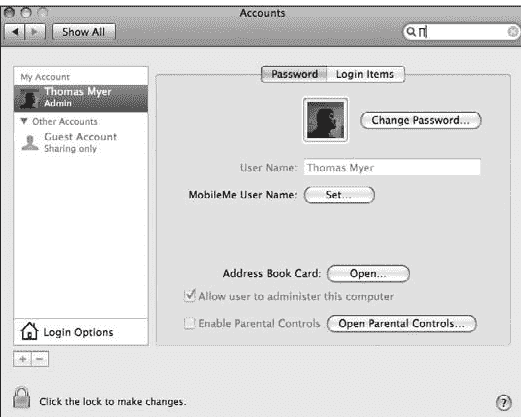 Accounts
Show All
My Account
Thomas Myer
Admin
Other Accounts
Guest Account
Sharing only
Login Options
+ −
Password Login Items
Change Password...
User Name: Thomas Myer
MobileMe User Name: Set...
Address Book Card: Open...
Allow user to administer this computer
Enable Parental Controls Open Parental Controls...
Click the lock to make changes.
?